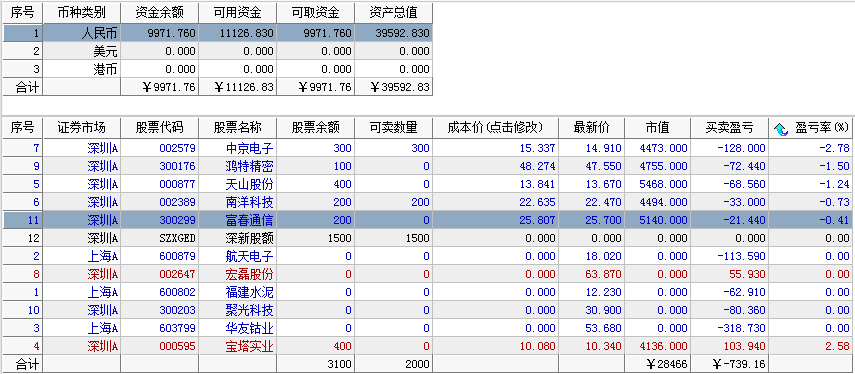 序号 币种类别 资金余额 可用资金 可取资金 资产总值
1 人民币 9971.760 11126.830 9971.760 39592.830
2 美元 0.000 0.000 0.000 0.000
3 港币 0.000 0.000 0.000 0.000
合计 ￥9971.76 ￥11126.83 ￥9971.76 ￥39592.83
序号 证券市场 股票代码 股票名称 股票余额 可卖数量 成本价(点击修改) 最新价 市值 买卖盈亏 盈亏率(%)
7 深圳A 002579 中京电子 300 300 15.337 14.910 4473.000 -128.000 -2.78
9 深圳A 300176 鸿特精密 100 0 48.274 47.550 4755.000 -72.440 -1.50
5 深圳A 000877 天山股份 400 0 13.841 13.670 5468.000 -68.560 -1.24
6 深圳A 002389 南洋科技 200 200 22.635 22.470 4494.000 -33.000 -0.73
11 深圳A 300299 富春通信 200 0 25.807 25.700 5140.000 -21.440 -0.41
12 深圳A SZXGED 深新股额 1500 1500 0.000 0.000 0.000 0.000 0.00
2 上海A 600879 航天电子 0 0 0.000 18.020 0.000 -113.590 0.00
8 深圳A 002647 宏磊股份 0 0 0.000 63.870 0.000 55.930 0.00
1 上海A 600802 福建水泥 0 0 0.000 12.230 0.000 -62.910 0.00
10 深圳A 300203 聚光科技 0 0 0.000 30.900 0.000 -80.360 0.00
3 上海A 603799 华友钴业 0 0 0.000 53.680 0.000 -318.730 0.00
4 深圳A 000595 宝塔实业 400 0 10.080 10.340 4136.000 103.940 2.58
合计 3100 2000 ￥28466 ￥-739.16